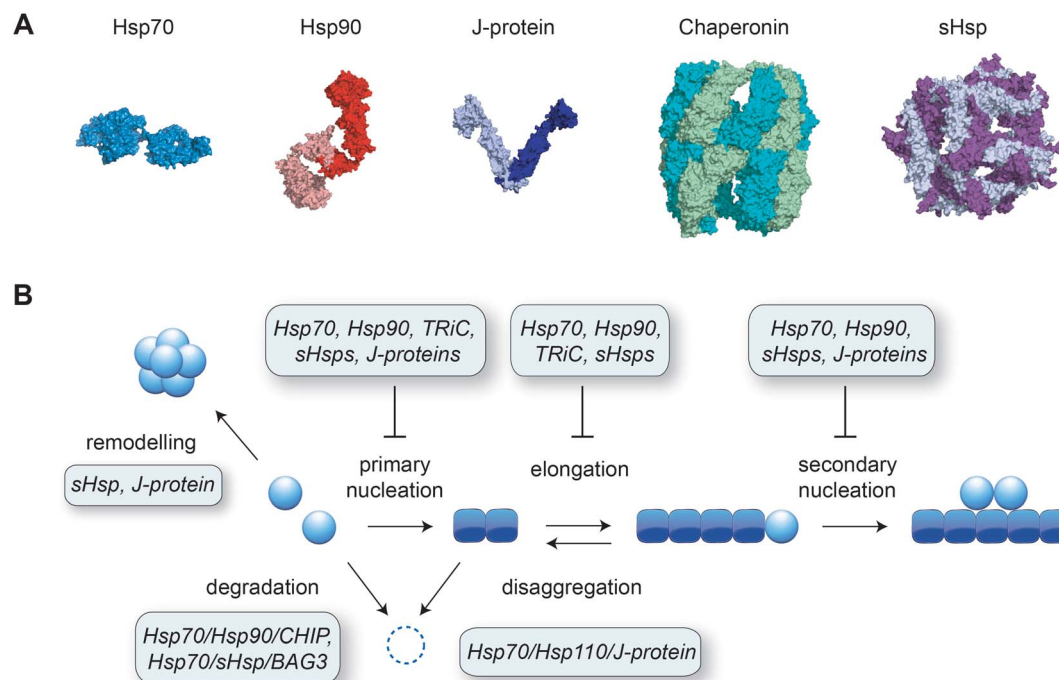 A
Hsp70
Hsp90
J-protein
Chaperonin
sHsp
B
Hsp70, Hsp90, TRiC,
sHsps, J-proteins
Hsp70, Hsp90,
TRiC, sHsps
Hsp70, Hsp90,
sHsps, J-proteins
remodelling
sHsp, J-protein
primary
nucleation
elongation
secondary
nucleation
degradation
Hsp70/Hsp90/CHIP,
Hsp70/sHsp/BAG3
disaggregation
Hsp70/Hsp110/J-protein